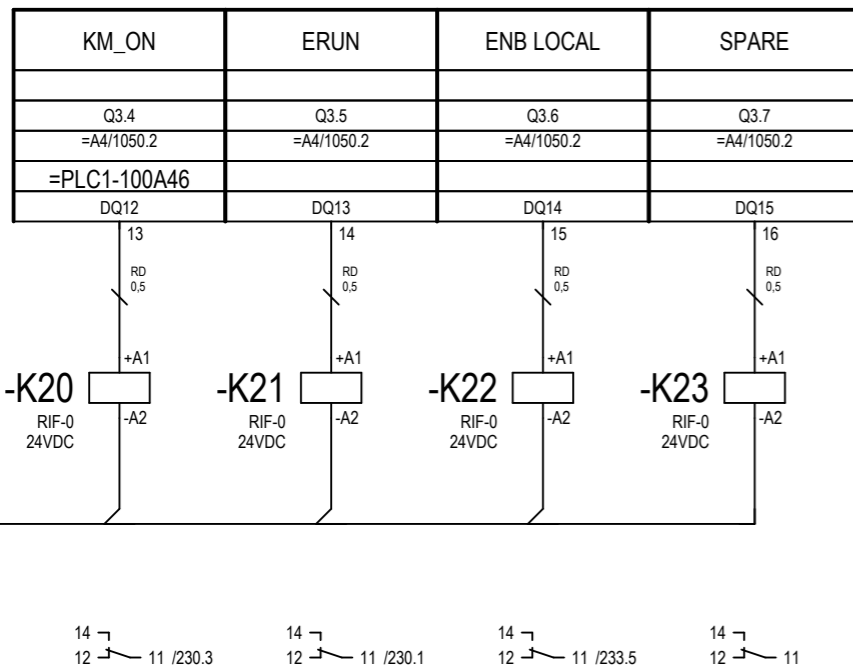 KM_ON ERUN ENB LOCAL SPARE
Q3.4 Q3.5 Q3.6 Q3.7
=A4/1050.2 =A4/1050.2 =A4/1050.2 =A4/1050.2
=PLC1-100A46
DQ12 DQ13 DQ14 DQ15
13 14 15 16
RD RD RD RD
0,5 0,5 0,5 0,5
+A1 +A1 +A1 +A1
-K20 -K21 -K22 -K23
-A2 -A2 -A2 -A2
RIF-0 RIF-0 RIF-0 RIF-0
24VDC 24VDC 24VDC 24VDC
14 14 14 14
12 11 /230.3 12 11 /230.1 12 11 /233.5 12 11